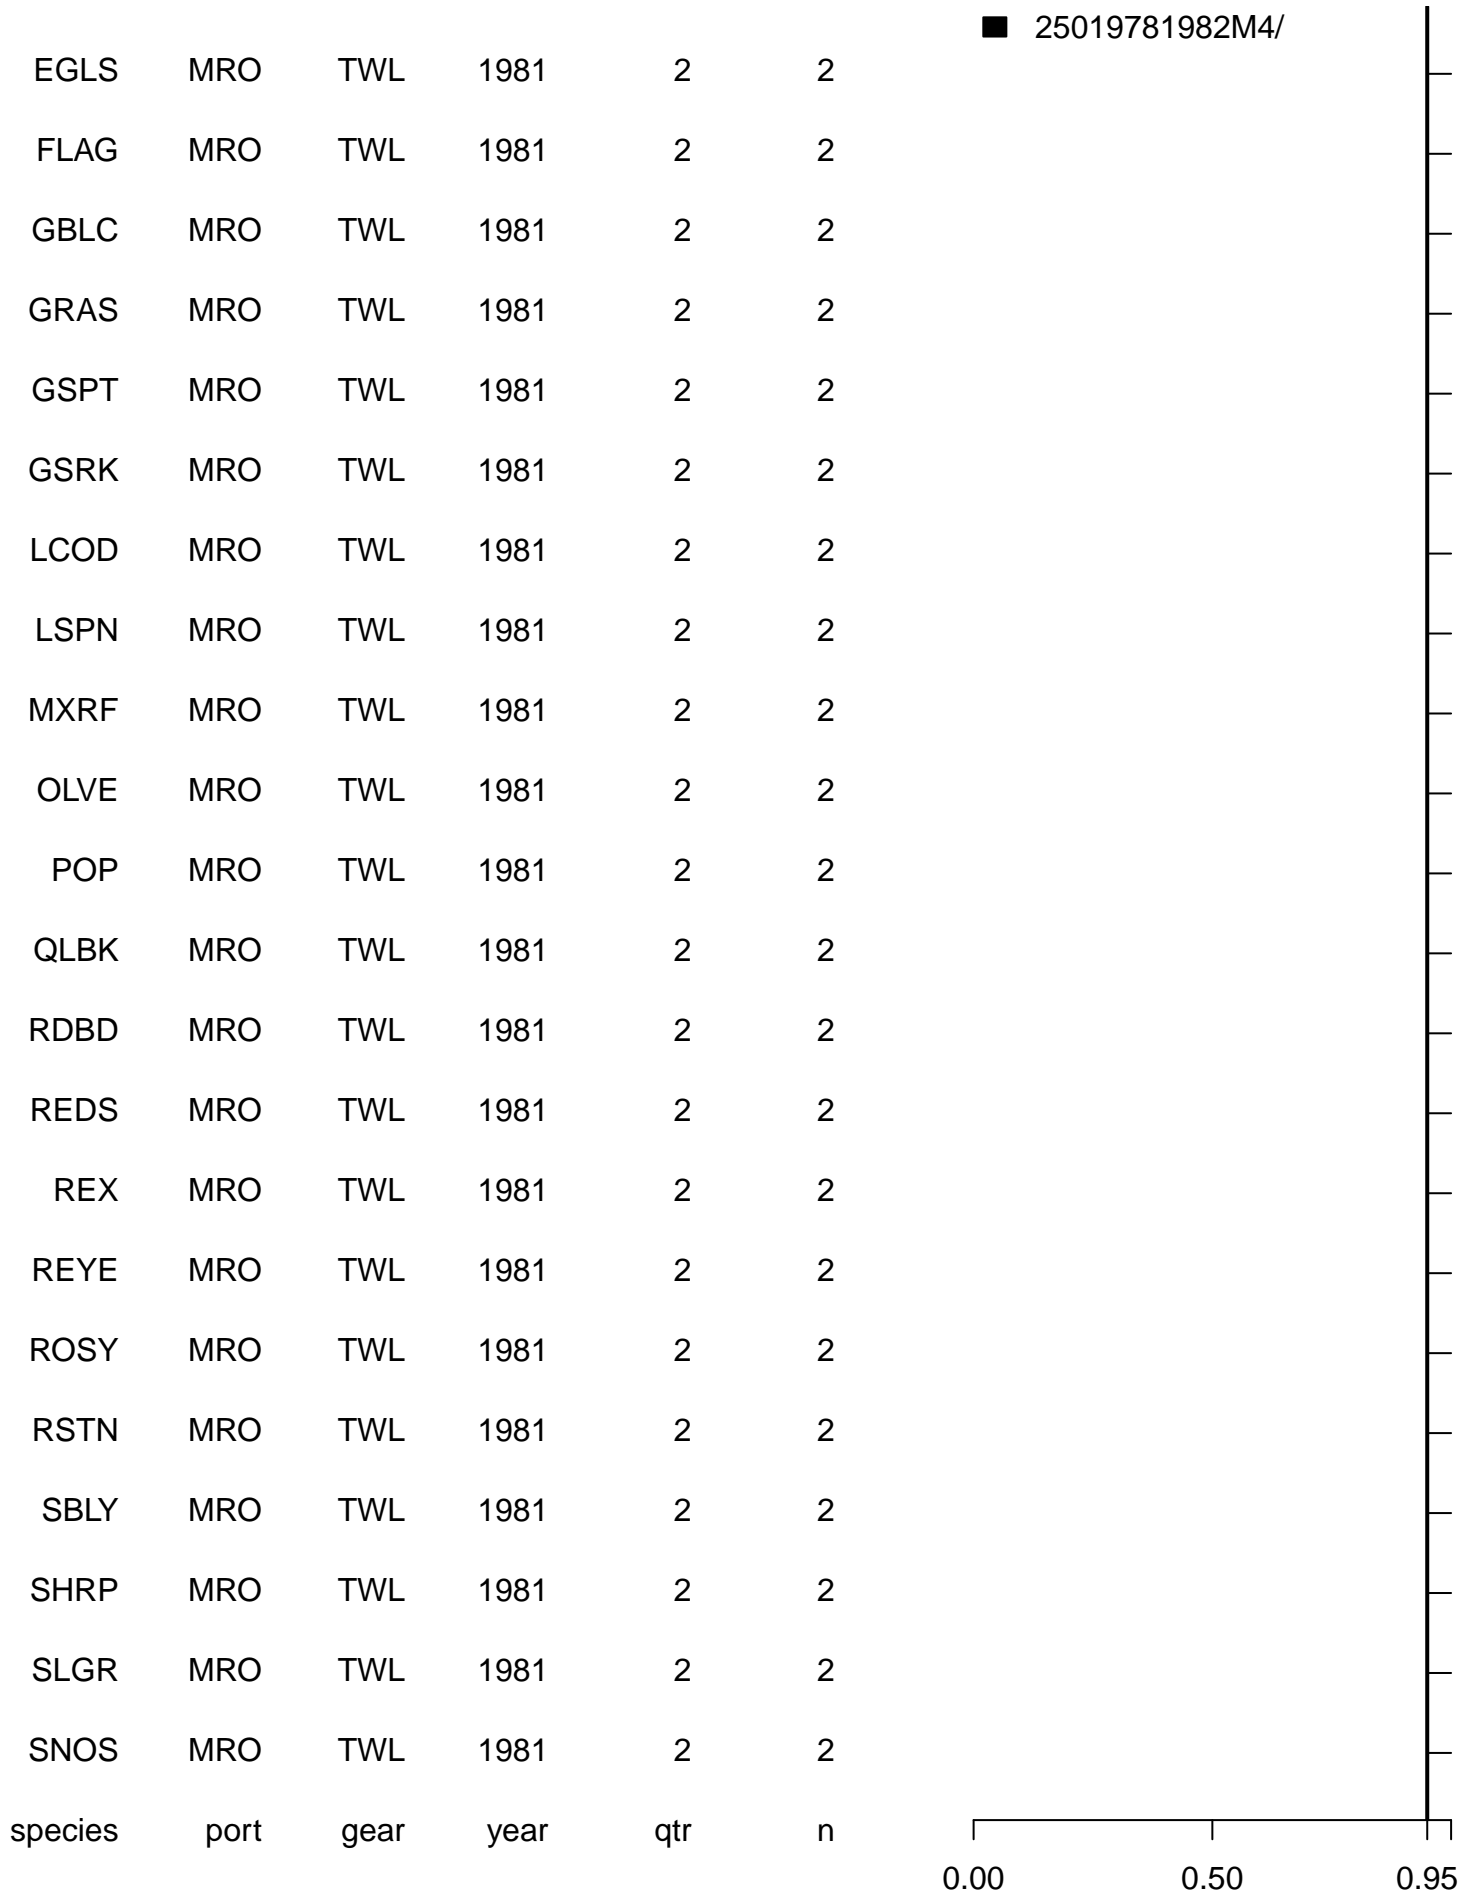 25019781982M4/
EGLS MRO TWL 1981 2 2
FLAG MRO TWL 1981 2 2
GBLC MRO TWL 1981 2 2
GRAS MRO TWL 1981 2 2
GSPT MRO TWL 1981 2 2
GSRK MRO TWL 1981 2 2
LCOD MRO TWL 1981 2 2
LSPN MRO TWL 1981 2 2
MXRF MRO TWL 1981 2 2
OLVE MRO TWL 1981 2 2
POP MRO TWL 1981 2 2
QLBK MRO TWL 1981 2 2
RDBD MRO TWL 1981 2 2
REDS MRO TWL 1981 2 2
REX MRO TWL 1981 2 2
REYE MRO TWL 1981 2 2
ROSY MRO TWL 1981 2 2
RSTN MRO TWL 1981 2 2
SBLY MRO TWL 1981 2 2
SHRP MRO TWL 1981 2 2
SLGR MRO TWL 1981 2 2
SNOS MRO TWL 1981 2 2
species port gear year qtr n
0.00 0.50 0.95